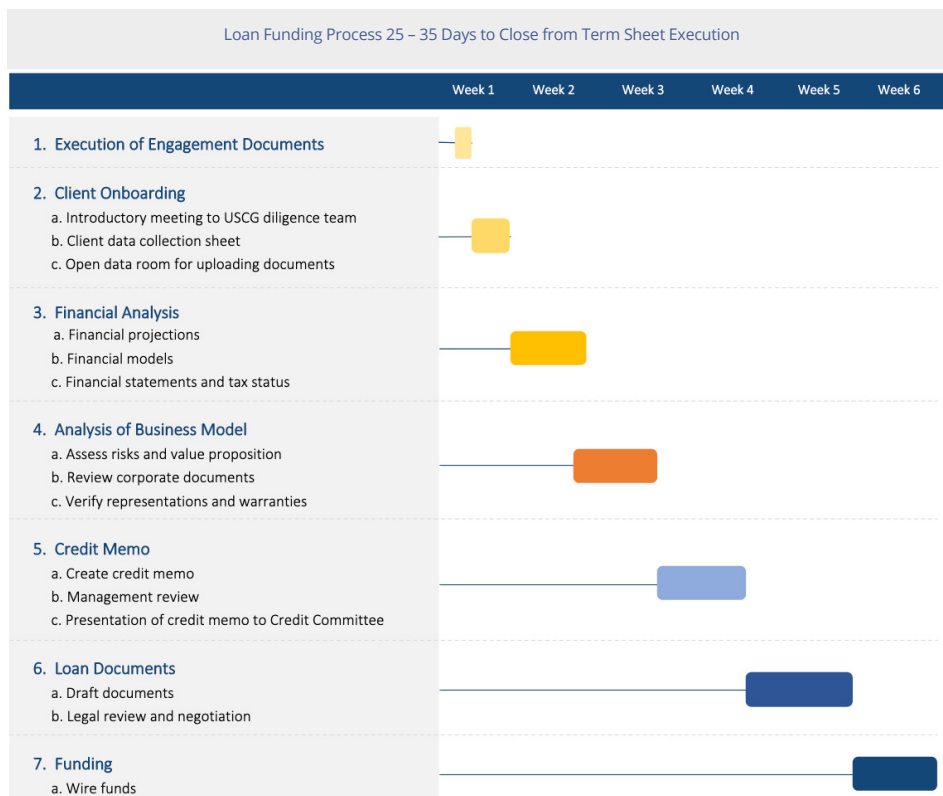 Loan Funding Process 25 – 35 Days to Close from Term Sheet Execution
Week 1 Week 2 Week 3 Week 4 Week 5 Week 6
1. Execution of Engagement Documents
2. Client Onboarding
a. Introductory meeting to USCG diligence team
b. Client data collection sheet
c. Open data room for uploading documents
3. Financial Analysis
a. Financial projections
b. Financial models
c. Financial statements and tax status
4. Analysis of Business Model
a. Assess risks and value proposition
b. Review corporate documents
c. Verify representations and warranties
5. Credit Memo
a. Create credit memo
b. Management review
c. Presentation of credit memo to Credit Committee
6. Loan Documents
a. Draft documents
b. Legal review and negotiation
7. Funding
a. Wire funds